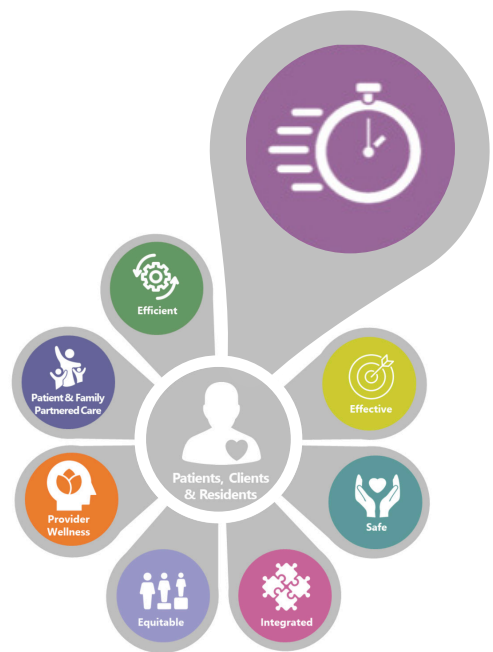 Efficient
Patient & Family
Partnered Care
Effective
Patients, Clients
& Residents
Provider
Wellness
Safe
Equitable
Integrated